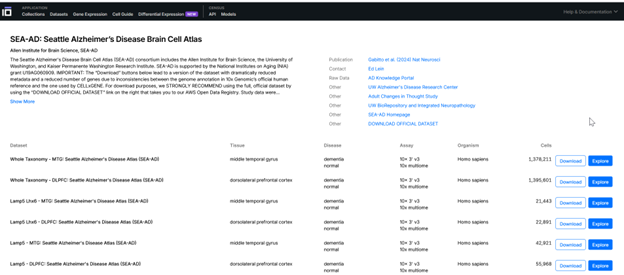 APPLICATION
CENSUS
Collections Datasets Gene Expression Cell Guide Differential Expression NEW API Models
Help & Documentation
SEA-AD: Seattle Alzheimer's Disease Brain Cell Atlas
Allen Institute for Brain Science, SEA-AD
The Seattle Alzheimer's Disease Brain Cell Atlas (SEA-AD) consortium includes the Allen Institute for Brain Science, the University of
Washington, and Kaiser Permanente Washington Research Institute. SEA-AD is supported by the National Institutes on Aging (NIA)
grant U19AG060909. IMPORTANT: The "Download" buttons below lead to a version of the dataset with dramatically reduced
metadata and a reduced number of genes due to inconsistencies between the genome annotation in 10x Genomic's official human
reference and the one used by CELLxGENE. For download purposes, we STRONGLY RECOMMEND using the full, official dataset by
using the "DOWNLOAD OFFICIAL DATASET" link on the right that takes you to our AWS Open Data Registry. Study data were...
Show More
Publication Gabitto et al. (2024) Nat Neurosci
Contact Ed Lein
Raw Data AD Knowledge Portal
Other UW Alzheimer's Disease Research Center
Other Adult Changes in Thought Study
Other UW BioRepository and Integrated Neuropathology
Other SEA-AD Homepage
Other DOWNLOAD OFFICIAL DATASET
Dataset Tissue Disease Assay Organism Cells
Whole Taxonomy - MTG: Seattle Alzheimer's Disease Atlas (SEA-AD) middle temporal gyrus dementia 10x 3' v3 Homo sapiens 1,378,211 Download Explore
normal 10x multiome
Whole Taxonomy - DLPFC: Seattle Alzheimer's Disease Atlas (SEA-AD) dorsolateral prefrontal cortex dementia 10x 3' v3 Homo sapiens 1,395,601 Download Explore
normal 10x multiome
Lamp5 Lhx6 - MTG: Seattle Alzheimer's Disease Atlas (SEA-AD) middle temporal gyrus dementia 10x 3' v3 Homo sapiens 21,443 Download Explore
normal 10x multiome
Lamp5 Lhx6 - DLPFC: Seattle Alzheimer's Disease Atlas (SEA-AD) dorsolateral prefrontal cortex dementia 10x 3' v3 Homo sapiens 22,891 Download Explore
normal 10x multiome
Lamp5 - MTG: Seattle Alzheimer's Disease Atlas (SEA-AD) middle temporal gyrus dementia 10x 3' v3 Homo sapiens 42,921 Download Explore
normal 10x multiome
Lamp5 - DLPFC: Seattle Alzheimer's Disease Atlas (SEA-AD) dorsolateral prefrontal cortex dementia 10x 3' v3 Homo sapiens 55,968 Download Explore
normal 10x multiome